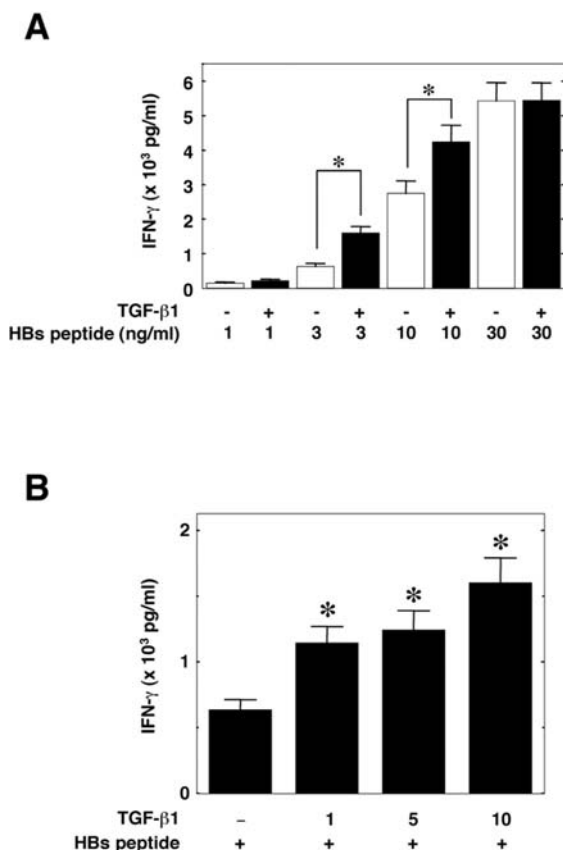 A
IFN-γ (x 10³ pg/ml)
6
5
4
3
2
1
0
*
*
TGF-β1 - + - + - + - +
HBs peptide (ng/ml) 1 1 3 3 10 10 30 30
B
IFN-γ (x 10³ pg/ml)
2
1
0
*
*
*
TGF-β1 – 1 5 10
HBs peptide + + + +